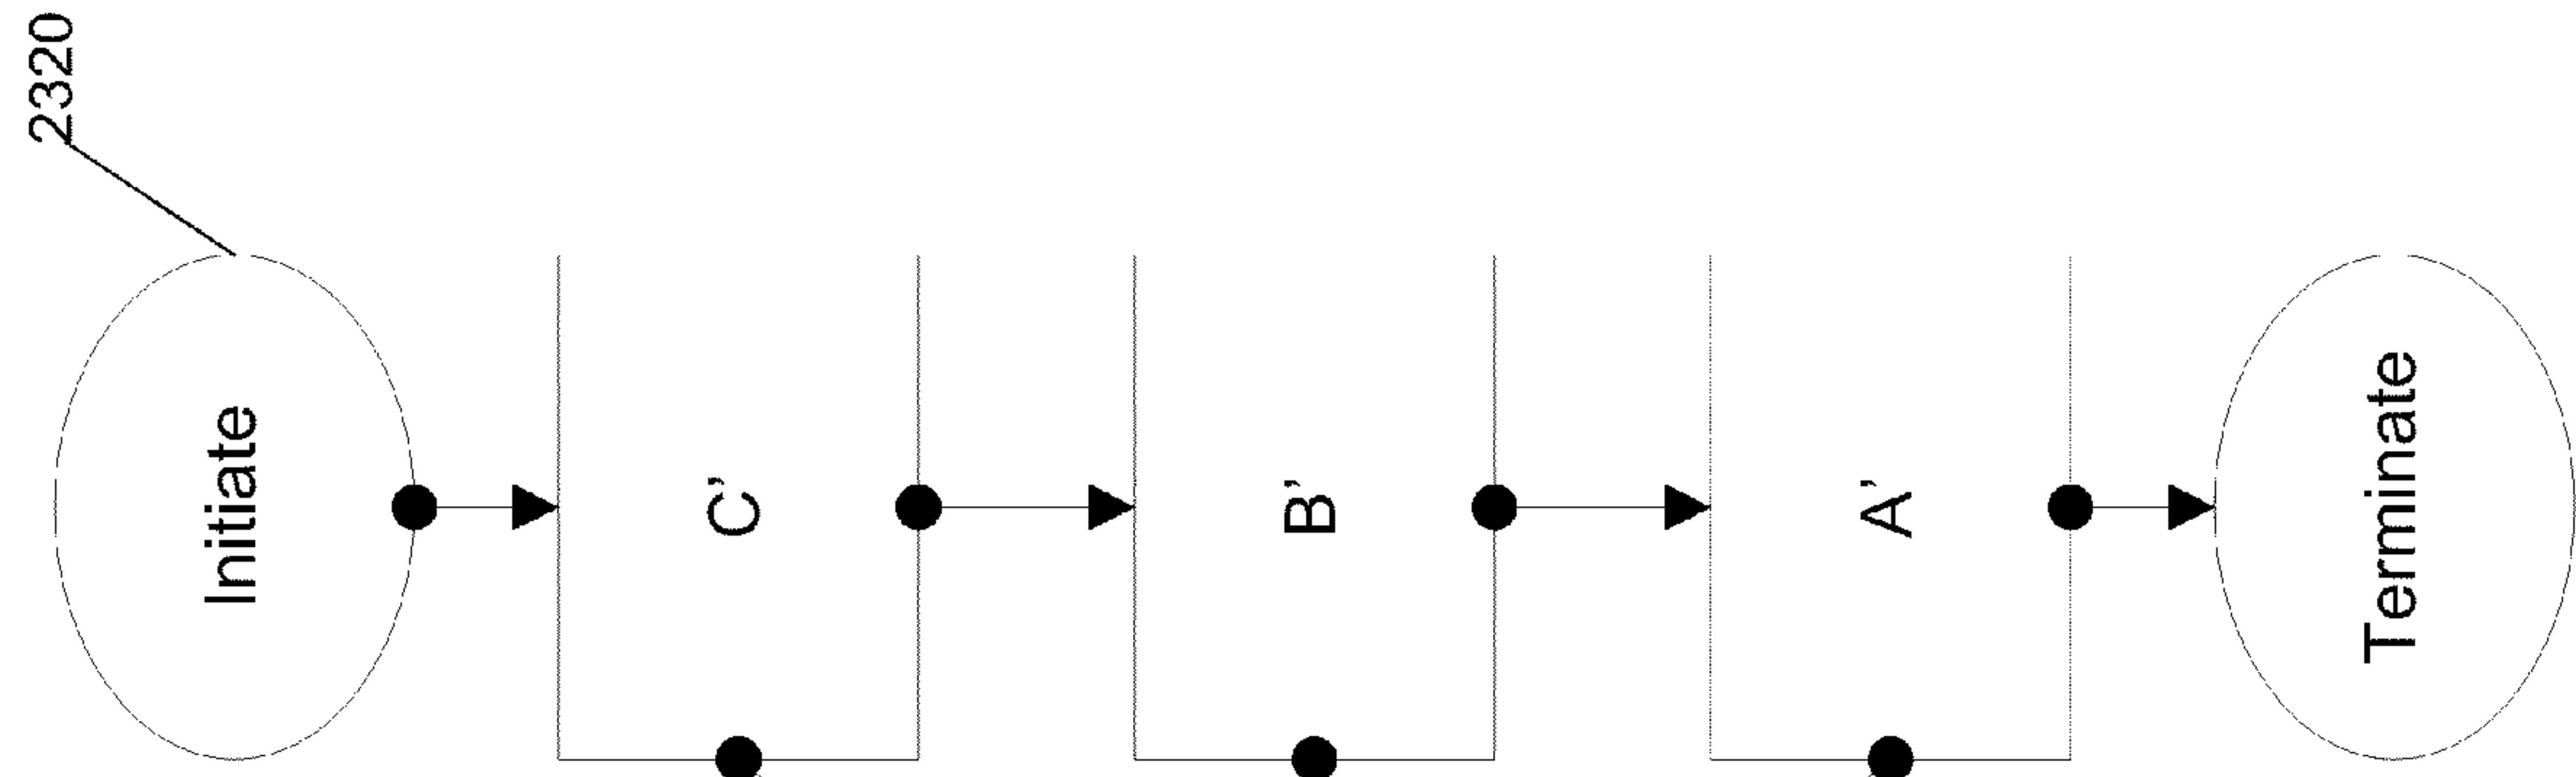 2320
Initiate
C’
B’
A’
Terminate